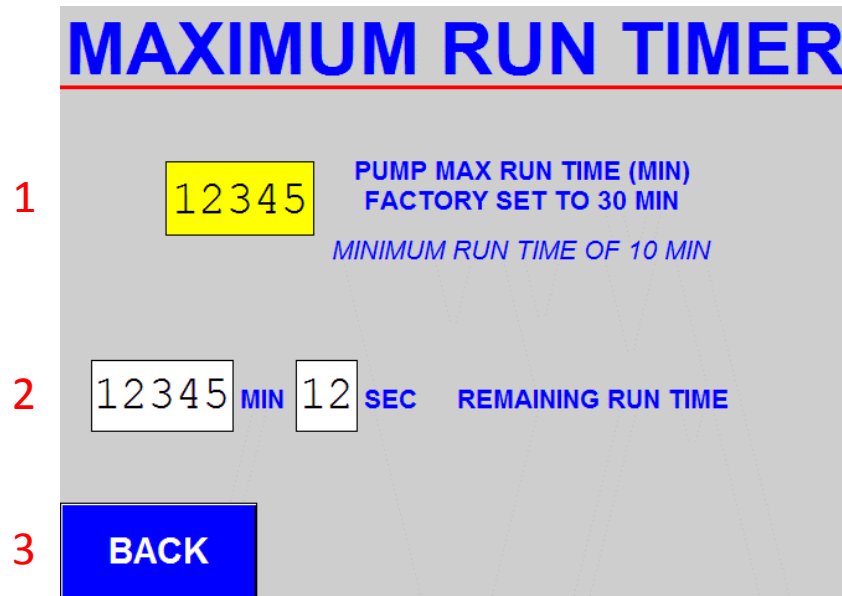 MAXIMUM RUN TIMER
1
12345
PUMP MAX RUN TIME (MIN)
FACTORY SET TO 30 MIN
MINIMUM RUN TIME OF 10 MIN
2
12345 MIN 12 SEC REMAINING RUN TIME
3
BACK